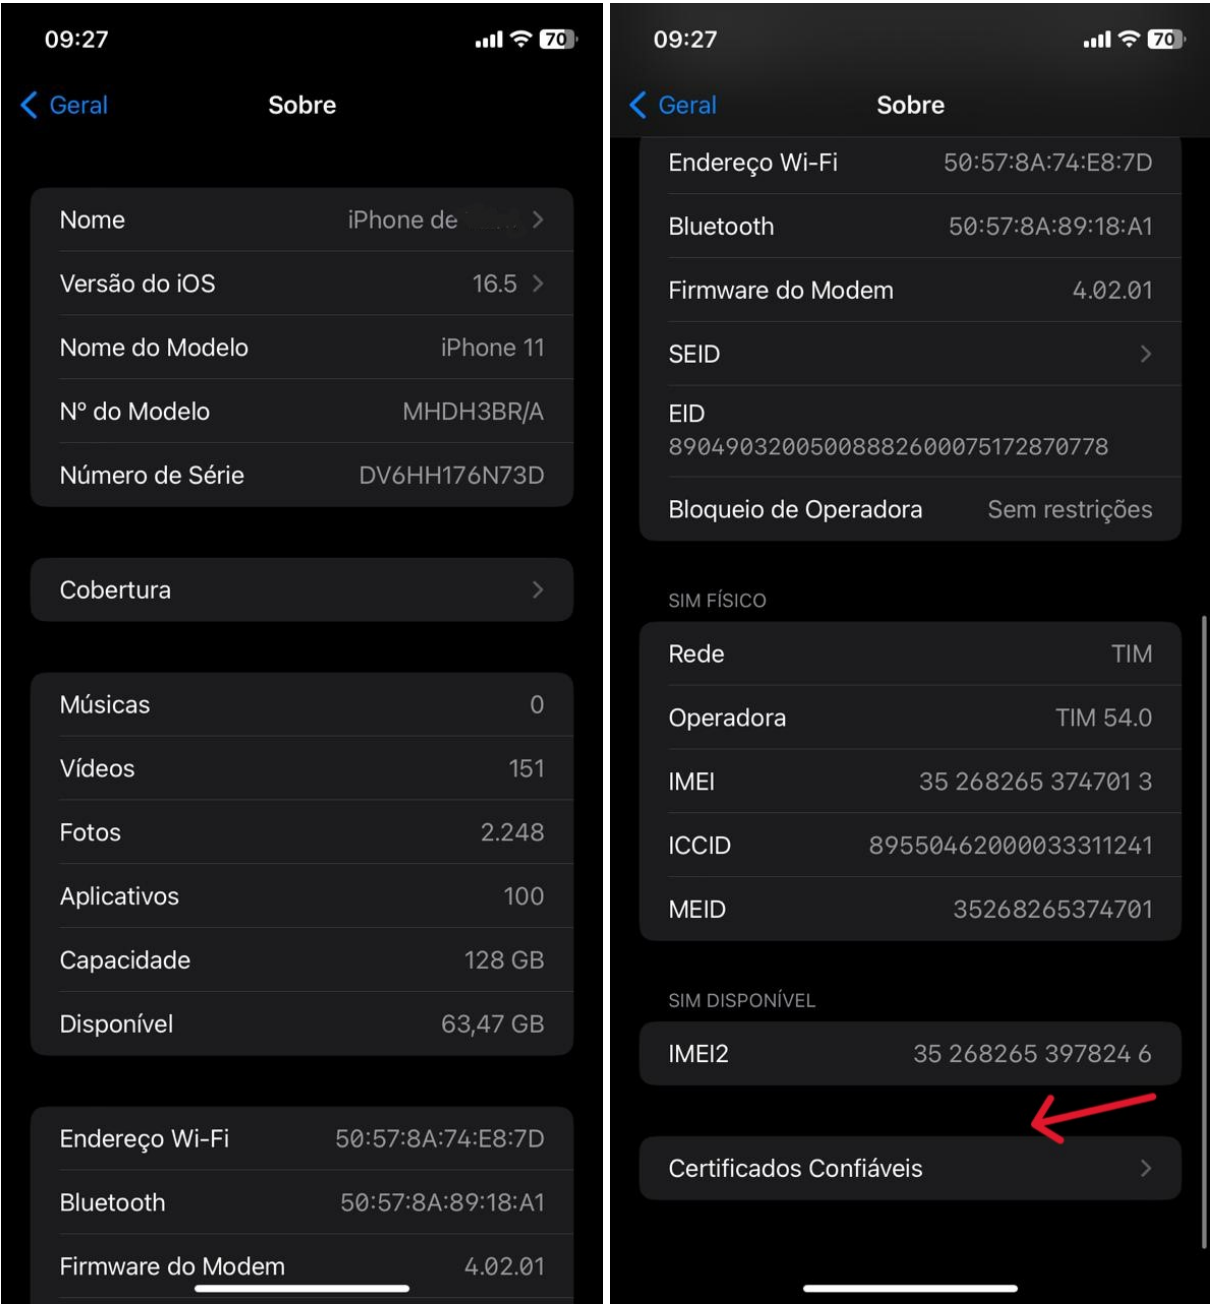 09:27
70
Geral
Sobre
Nome iPhone de
Versão do iOS 16.5
Nome do Modelo iPhone 11
Nº do Modelo MHDH3BR/A
Número de Série DV6HH176N73D
Cobertura
Músicas 0
Vídeos 151
Fotos 2.248
Aplicativos 100
Capacidade 128 GB
Disponível 63,47 GB
Endereço Wi-Fi 50:57:8A:74:E8:7D
Bluetooth 50:57:8A:89:18:A1
Firmware do Modem 4.02.01
09:27
70
Geral
Sobre
Endereço Wi-Fi 50:57:8A:74:E8:7D
Bluetooth 50:57:8A:89:18:A1
Firmware do Modem 4.02.01
SEID
EID
89049032005008882600075172870778
Bloqueio de Operadora Sem restrições
SIM FÍSICO
Rede TIM
Operadora TIM 54.0
IMEI 35 268265 374701 3
ICCID 89550462000033311241
MEID 35268265374701
SIM DISPONÍVEL
IMEI2 35 268265 397824 6
Certificados Confiáveis